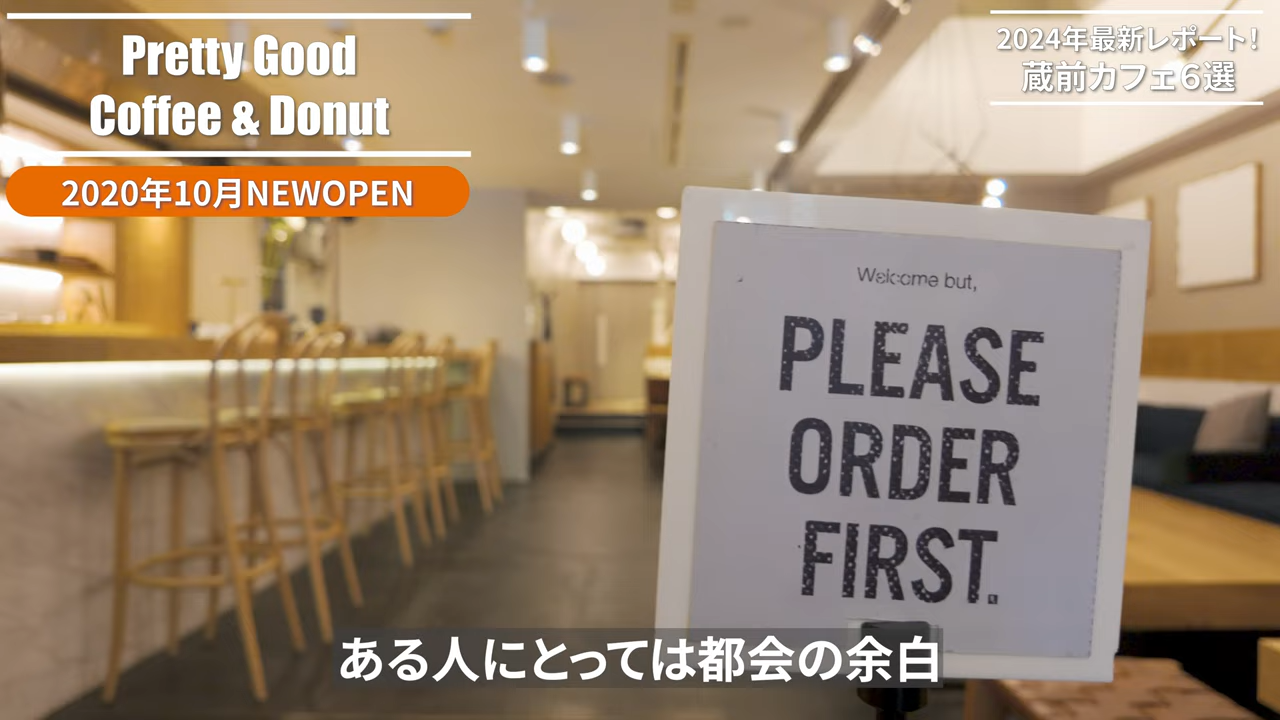 Pretty Good
Coffee & Donut
2020年10月NEWOPEN
2024年最新レポート!
蔵前カフェ6選
Welcome but,
PLEASE
ORDER
FIRST.
ある人にとっては都会の余白